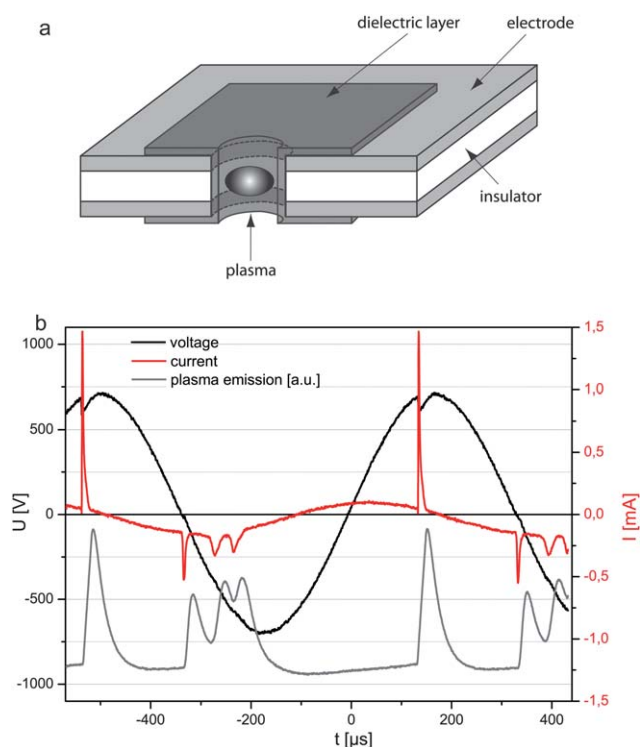 a
dielectric layer
electrode
insulator
plasma
b
voltage
current
plasma emission [a.u.]
1000
500
0
-500
-1000
U [V]
1,5
1,0
0,5
0,0
-0,5
-1,0
-1,5
I [mA]
-400
-200
0
200
400
t [µs]